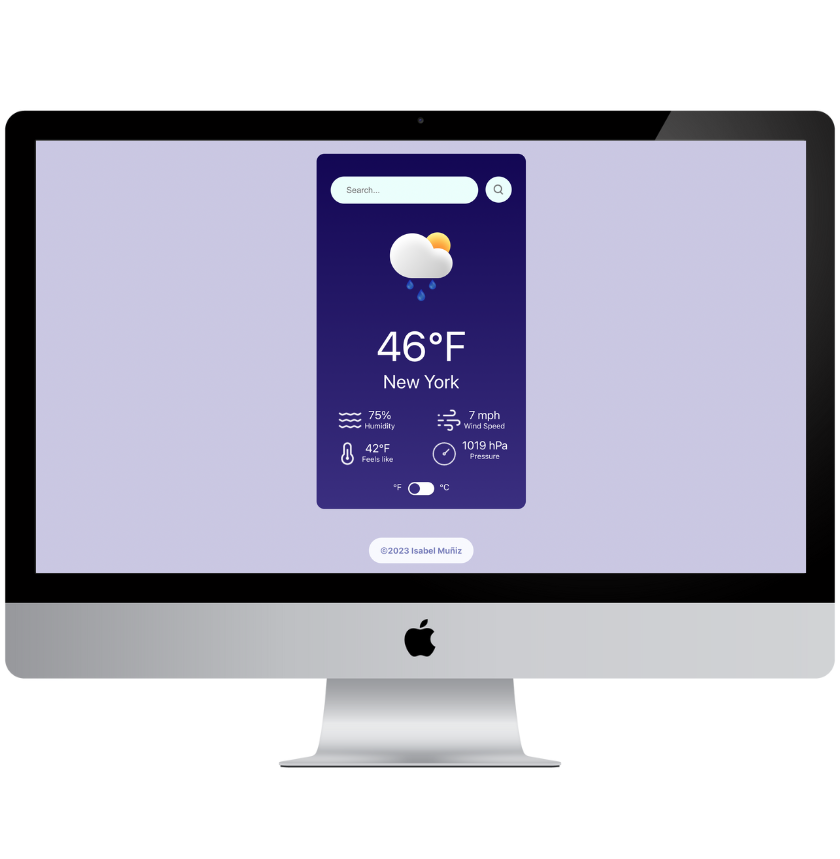 Search...
46°F
New York
75%
Humidity
7 mph
Wind Speed
42°F
Feels like
1019 hPa
Pressure
°F °C
©2023 Isabel Muñiz